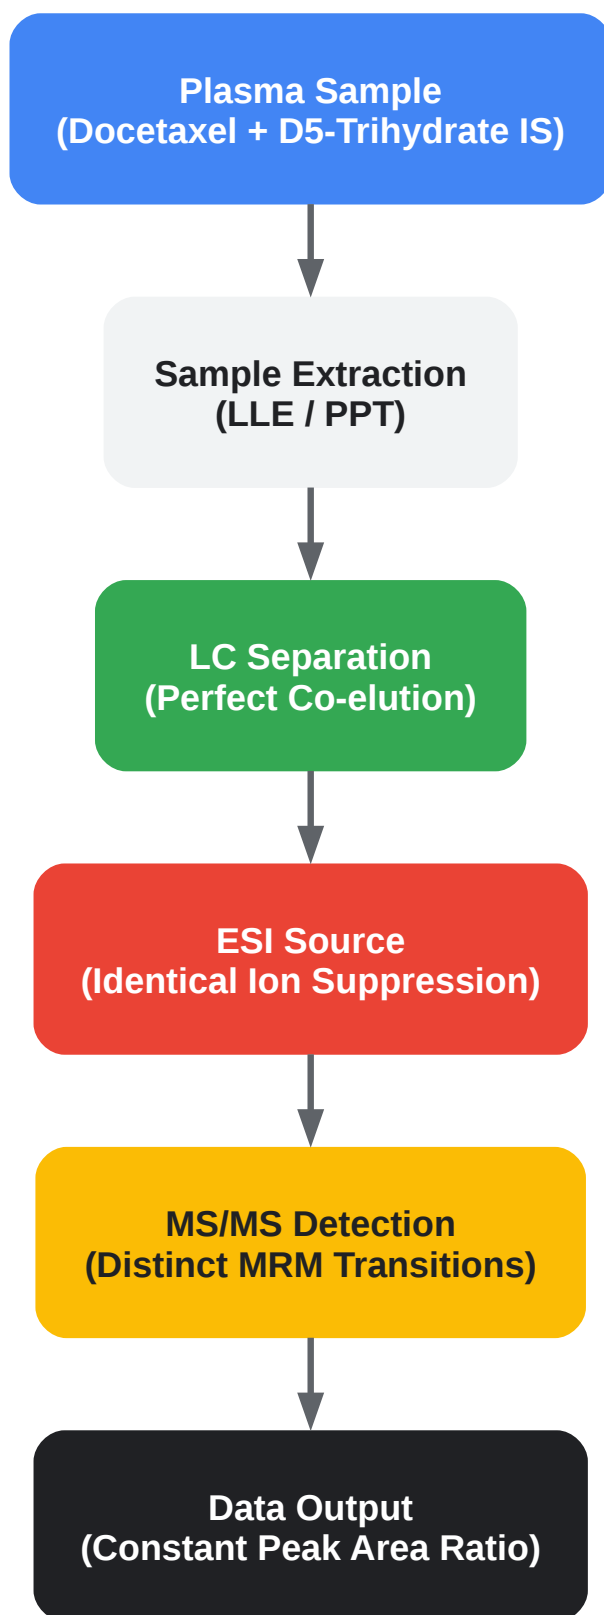 Plasma Sample
(Docetaxel + D5-Trihydrate IS)
Sample Extraction
(LLE / PPT)
LC Separation
(Perfect Co-elution)
ESI Source
(Identical Ion Suppression)
MS/MS Detection
(Distinct MRM Transitions)
Data Output
(Constant Peak Area Ratio)